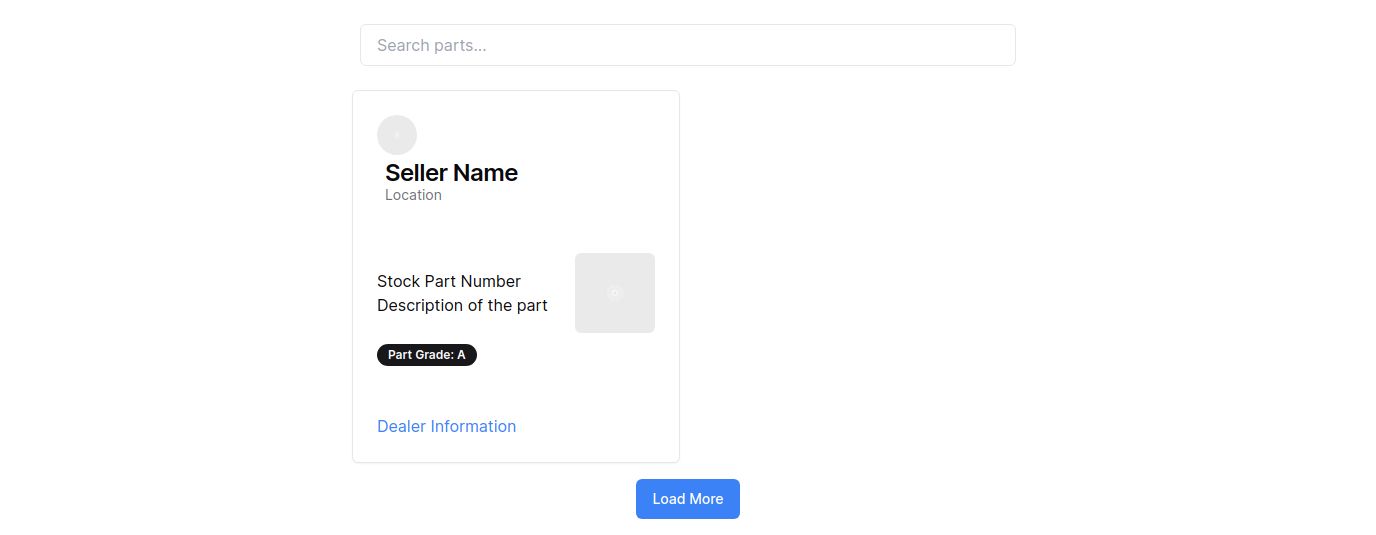 Search parts...
Seller Name
Location
Stock Part Number
Description of the part
Part Grade: A
Dealer Information
Load More